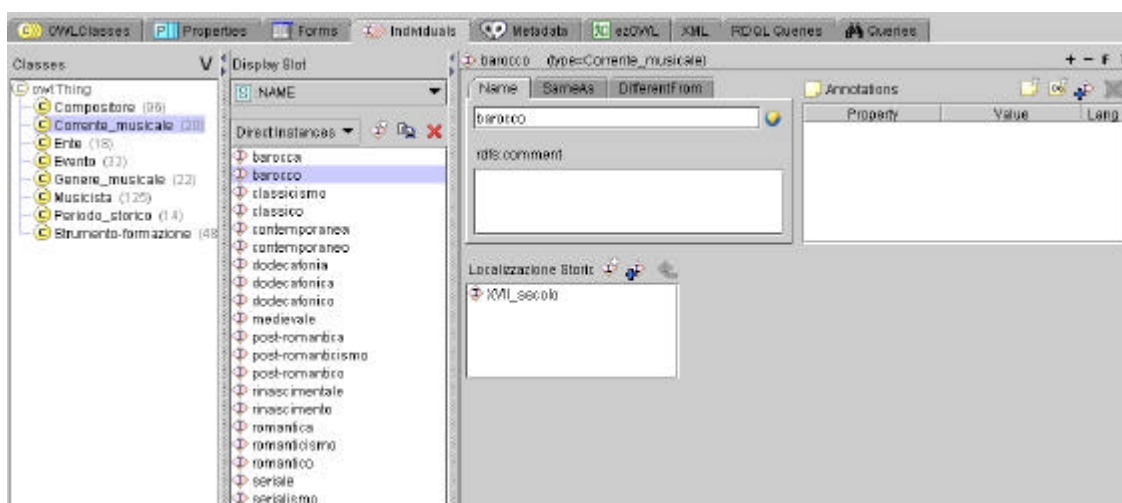 OWLClasses Properties Forms Individuals Metadata ezOWL XML RDQL Queries Queries
Classes V
owl:Thing
Compositore (96)
Corrente_musicale (20)
Ente (18)
Evento (32)
Genere_musicale (22)
Musicista (125)
Periodo_storico (14)
Strumento-formazione (48
Display Slot
NAME
DirectInstances
barocca
barocco
classicismo
classico
contemporanea
contemporaneo
dodecafonia
dodecafonica
dodecafonico
medievale
post-romantica
post-romanticismo
post-romantico
rinascimentale
rinascimento
romantica
romanticismo
romantico
seriale
serialismo
barocco (type=Corrente_musicale) + - F
Name SameAs DifferentFrom
barocco
rdfs:comment
Annotations
Property Value Lang
Localizzazione Storic
XVII_secolo